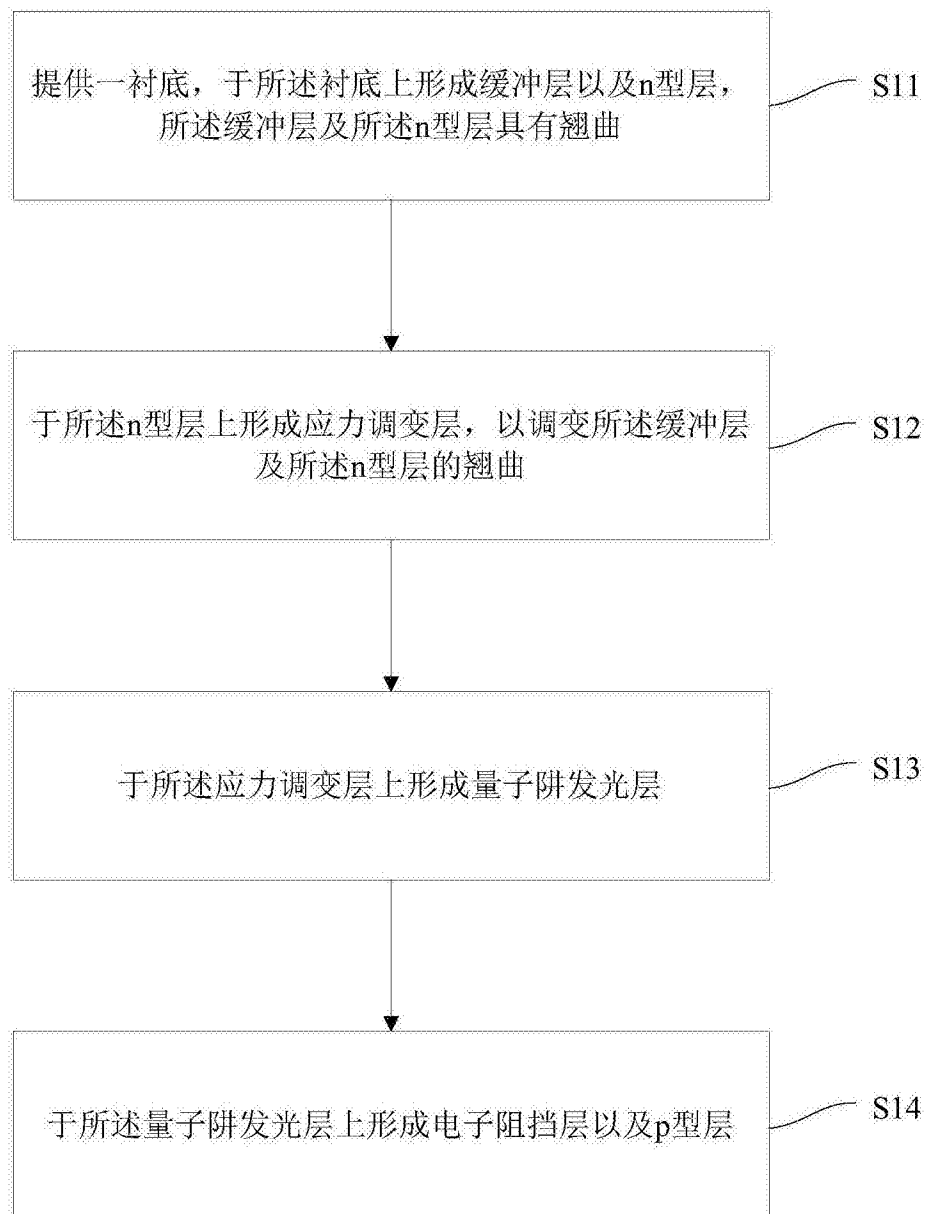 提供一衬底，于所述衬底上形成缓冲层以及n型层，
所述缓冲层及所述n型层具有翘曲
S11
于所述n型层上形成应力调变层，以调变所述缓冲层
及所述n型层的翘曲
S12
于所述应力调变层上形成量子阱发光层
S13
于所述量子阱发光层上形成电子阻挡层以及p型层
S14